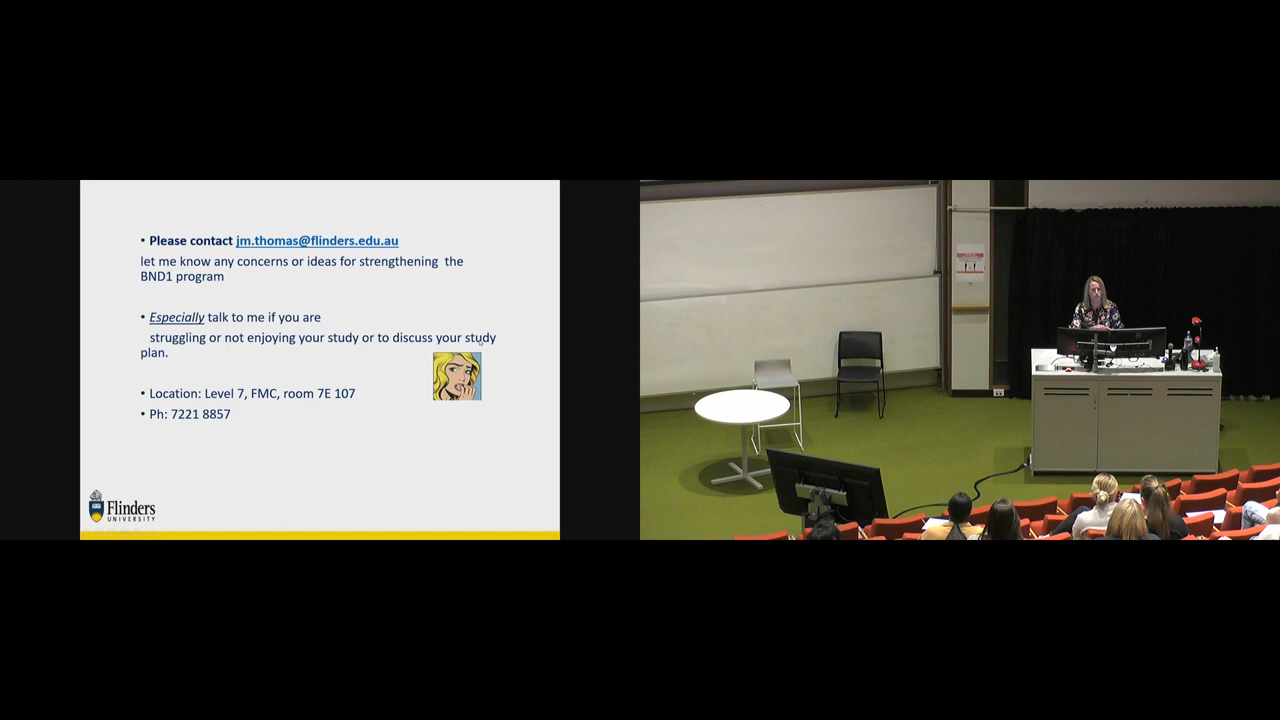 • Please contact jm.thomas@flinders.edu.au
let me know any concerns or ideas for strengthening the
BND1 program
• Especially talk to me if you are
struggling or not enjoying your study or to discuss your study
plan.
• Location: Level 7, FMC, room 7E 107
• Ph: 7221 8857
Flinders
UNIVERSITY